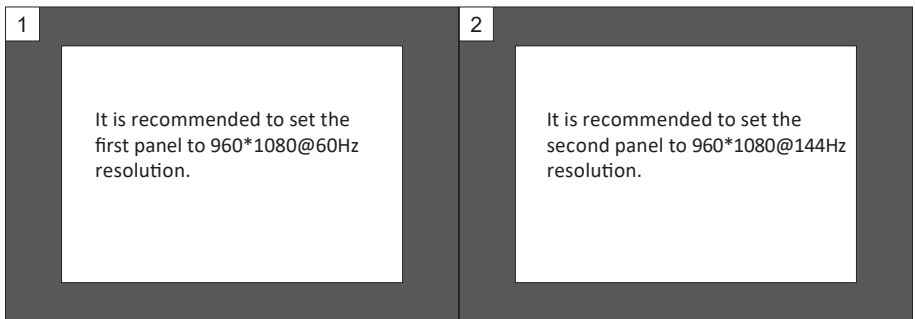 1
It is recommended to set the
first panel to 960*1080@60Hz
resolution.
2
It is recommended to set the
second panel to 960*1080@144Hz
resolution.